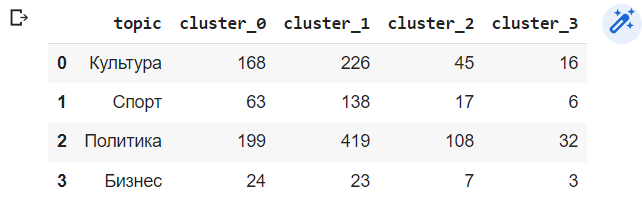 topic cluster_0 cluster_1 cluster_2 cluster_3
0 Культура 168 226 45 16
1 Спорт 63 138 17 6
2 Политика 199 419 108 32
3 Бизнес 24 23 7 3